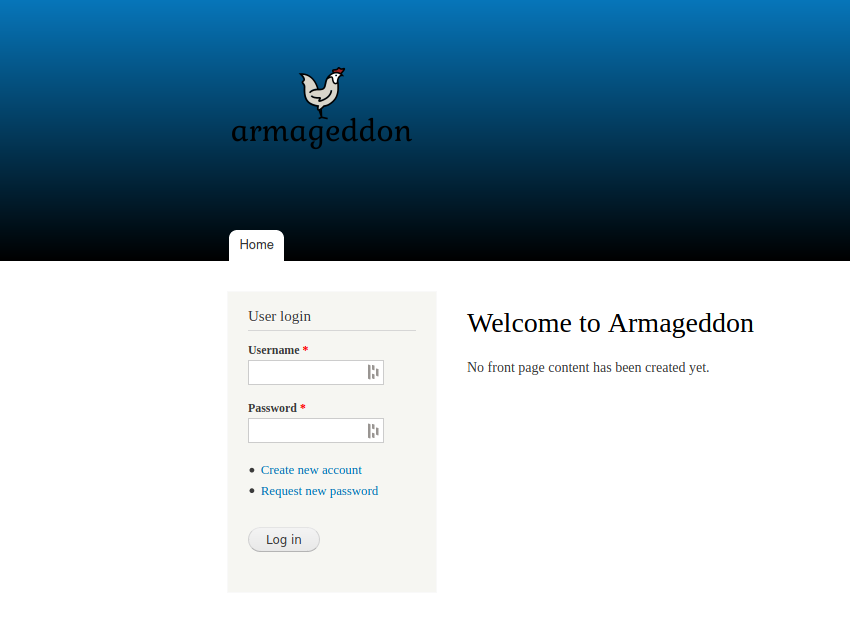 armageddon
Home
User login
Username *
Password *
Create new account
Request new password
Log in
Welcome to Armageddon
No front page content has been created yet.